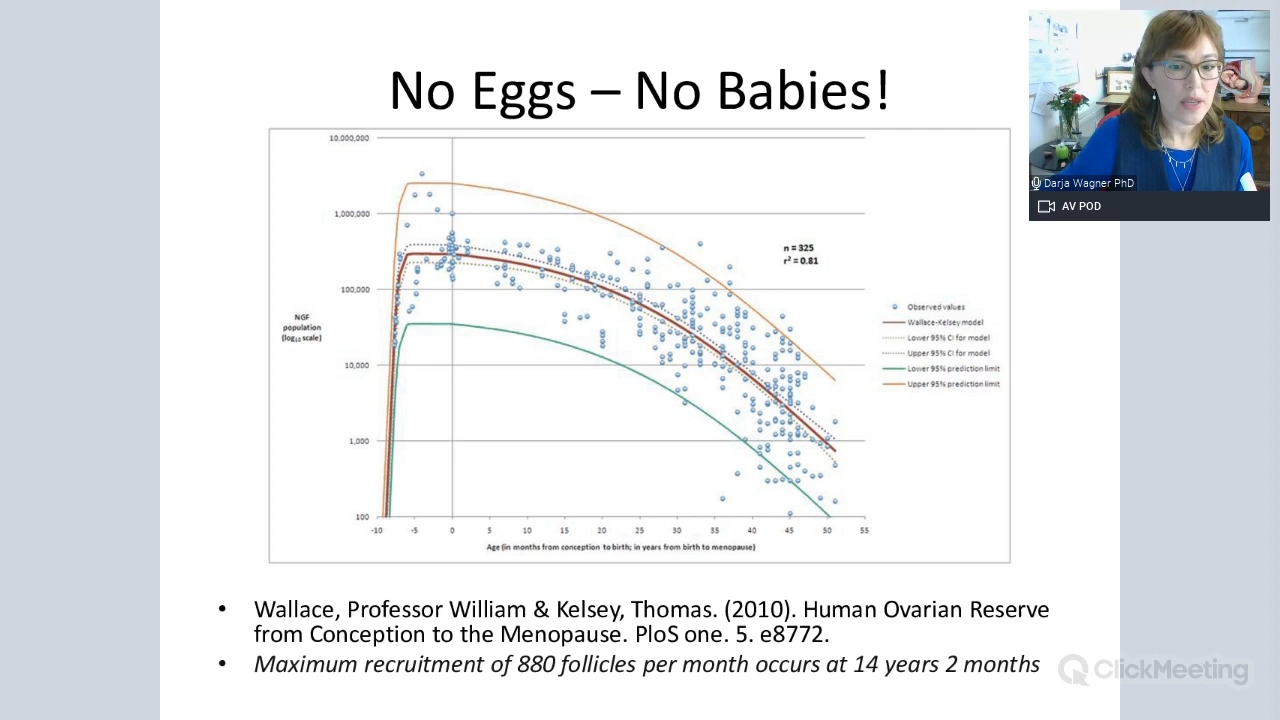 No Eggs – No Babies!
10,000,000
1,000,000
100,000
10,000
1,000
100
NGF
population
(log10 scale)
-10 -5 0 5 10 15 20 25 30 35 40 45 50 55
Age (in months from conception to birth; in years from birth to menopause)
n = 325
r² = 0.81
Observed values
Wallace-Kelsey model
Lower 95% CI for model
Upper 95% CI for model
Lower 95% prediction limit
Upper 95% prediction limit
• Wallace, Professor William & Kelsey, Thomas. (2010). Human Ovarian Reserve
from Conception to the Menopause. PloS one. 5. e8772.
• Maximum recruitment of 880 follicles per month occurs at 14 years 2 months
Darja Wagner PhD
AV POD
ClickMeeting